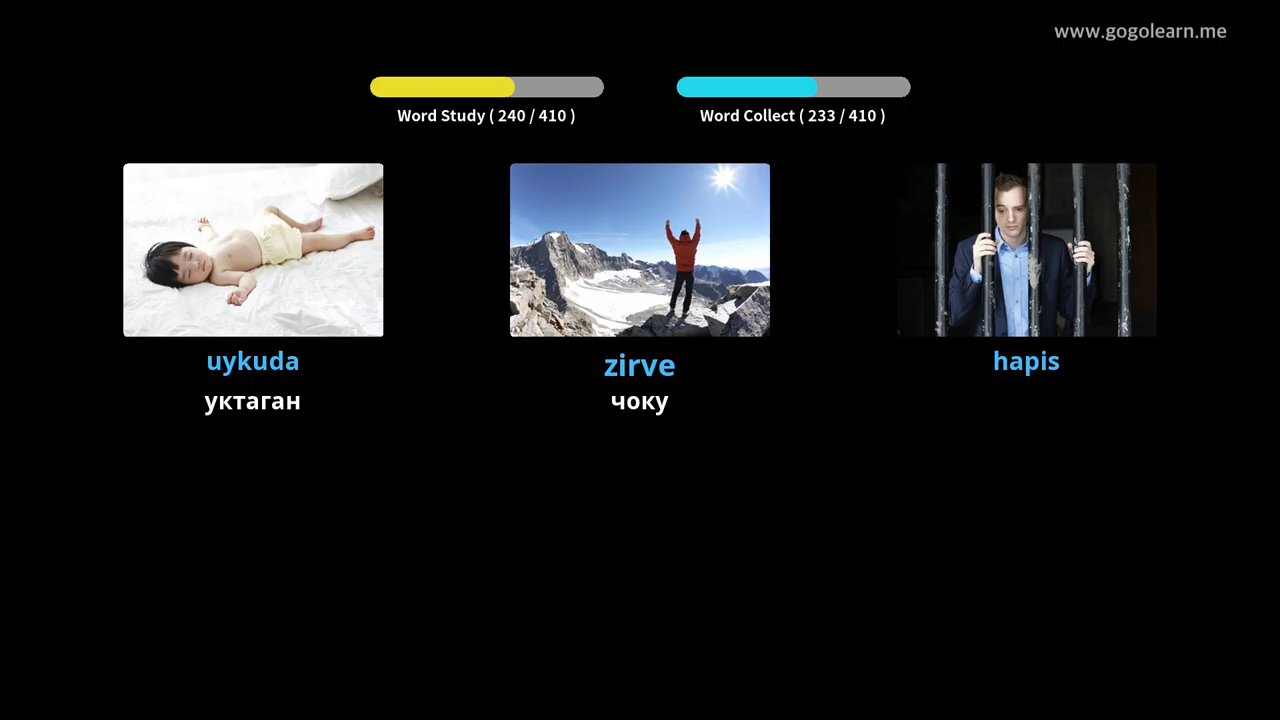 www.gogolearn.me
Word Study ( 240 / 410 )
Word Collect ( 233 / 410 )
uykuda
уктаган
zirve
чоку
hapis